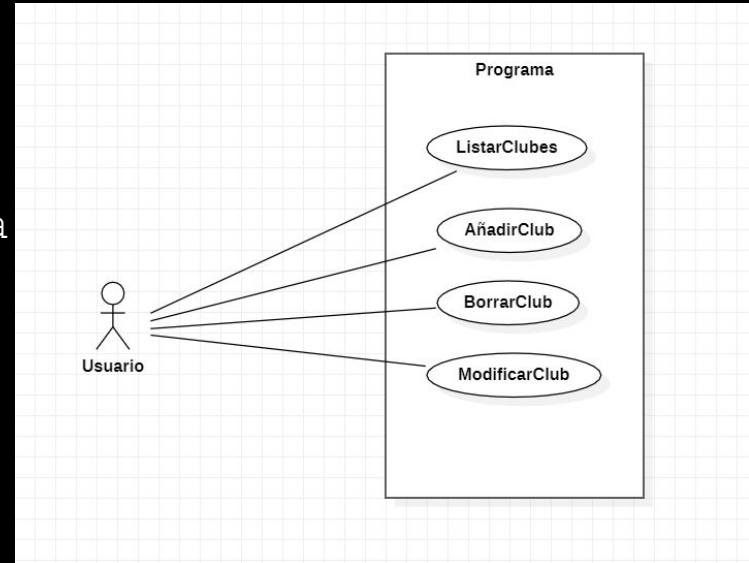 Programa
ListarClubes
a
AñadirClub
BorrarClub
Usuario
ModificarClub